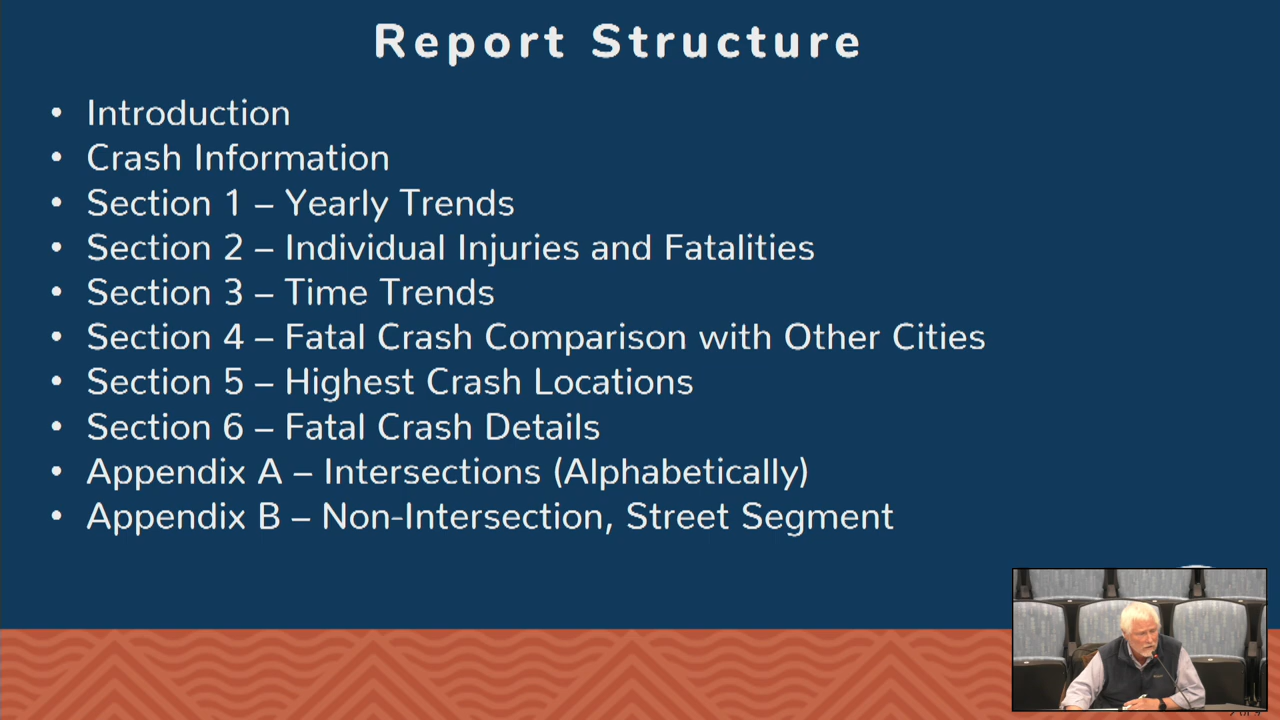 Report Structure
• Introduction
• Crash Information
• Section 1 – Yearly Trends
• Section 2 – Individual Injuries and Fatalities
• Section 3 – Time Trends
• Section 4 – Fatal Crash Comparison with Other Cities
• Section 5 – Highest Crash Locations
• Section 6 – Fatal Crash Details
• Appendix A – Intersections (Alphabetically)
• Appendix B – Non-Intersection, Street Segment